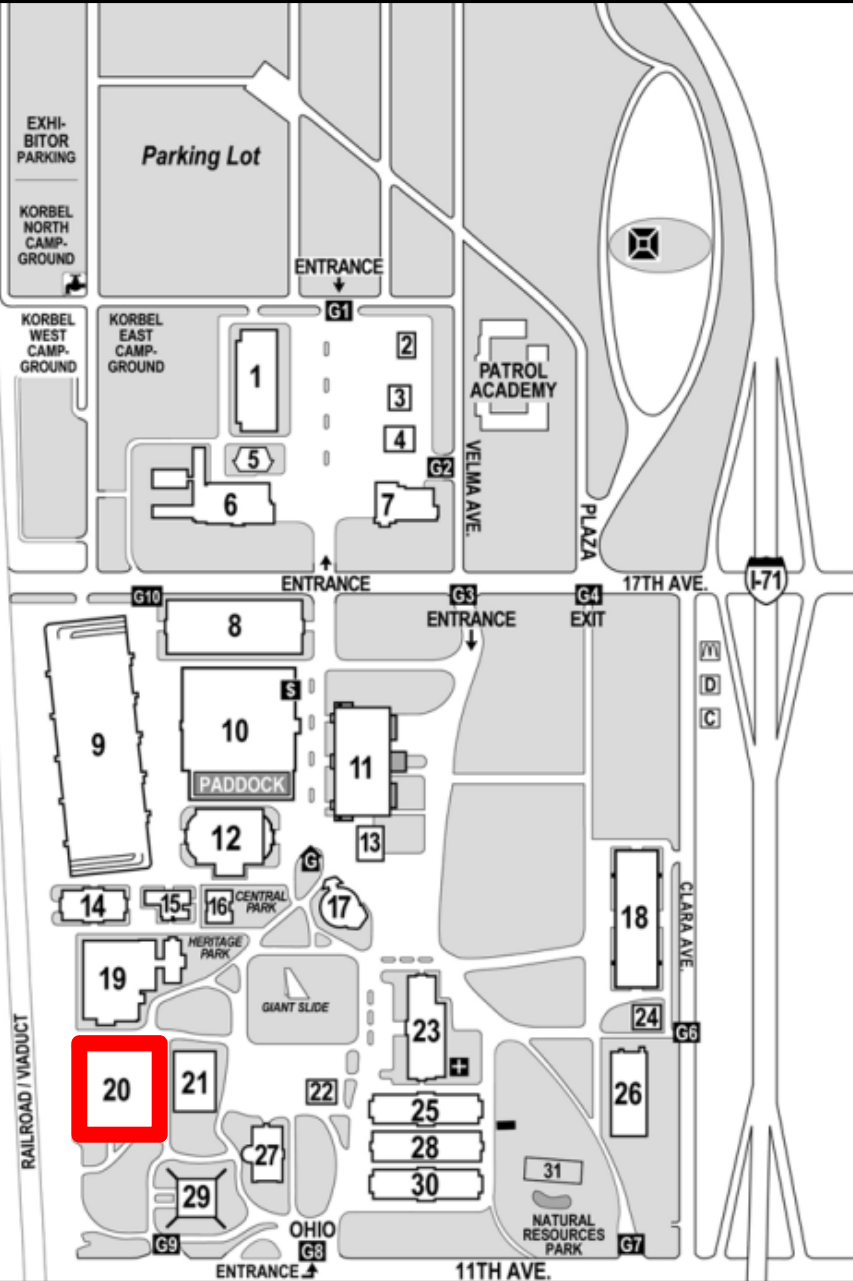 EXHI-
BITOR
PARKING
Parking Lot
KORBEL
NORTH
CAMP-
GROUND
ENTRANCE
G1
KORBEL
WEST
CAMP-
GROUND
KORBEL
EAST
CAMP-
GROUND
1
2
3
4
5
6
7
PATROL
ACADEMY
G2
VELMA AVE.
PLAZA
ENTRANCE
17TH AVE.
I-71
G10
G3
G4
ENTRANCE
EXIT
8
9
S
10
PADDOCK
11
M
D
C
12
13
G
14
15
16
CENTRAL
PARK
17
18
CLARA AVE.
HERITAGE
PARK
19
GIANT SLIDE
23
24
G6
RAILROAD / VIADUCT
20
21
22
25
26
27
28
29
30
31
NATURAL
RESOURCES
PARK
OHIO
G9
G8
G7
ENTRANCE
11TH AVE.